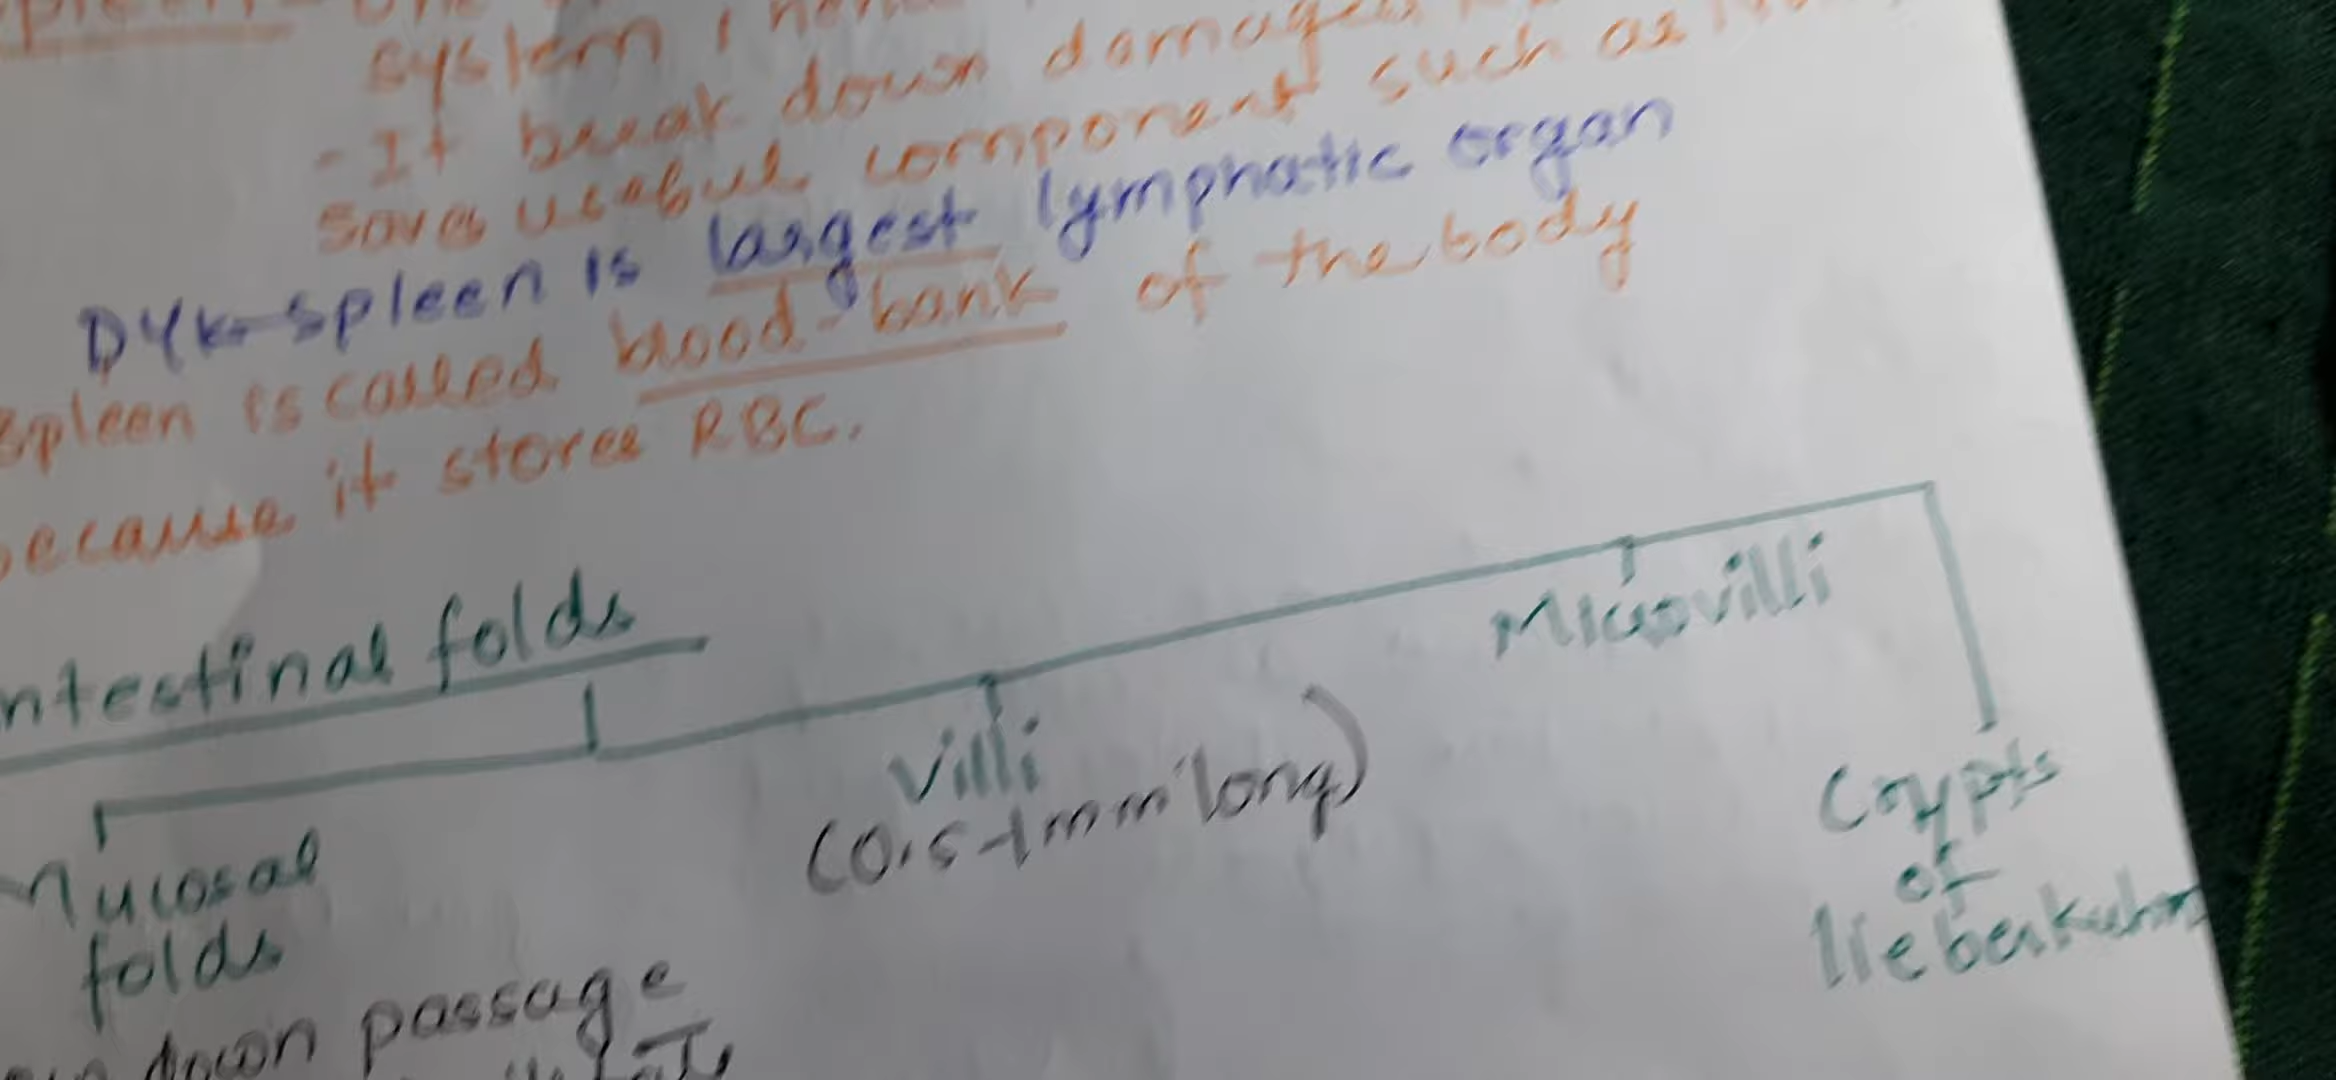 system
- It break down damaged
saves useful component such as
DYK- Spleen is largest lymphatic organ
Spleen is called blood-bank of the body
because it stores RBC.
ntestinal folds
Mucosal
folds
Villi
(0.5-1mm long)
Microvilli
Crypts
of
lieberkuhn
down passage